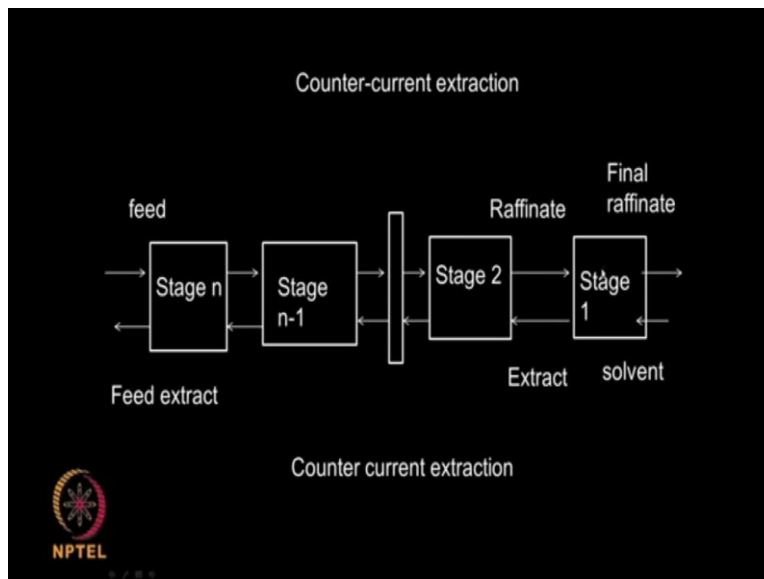 Counter-current extraction
feed
Raffinate
Final
raffinate
Stage n
Stage
n-1
Stage 2
Stage
1
Feed extract
Extract
solvent
Counter current extraction
NPTEL